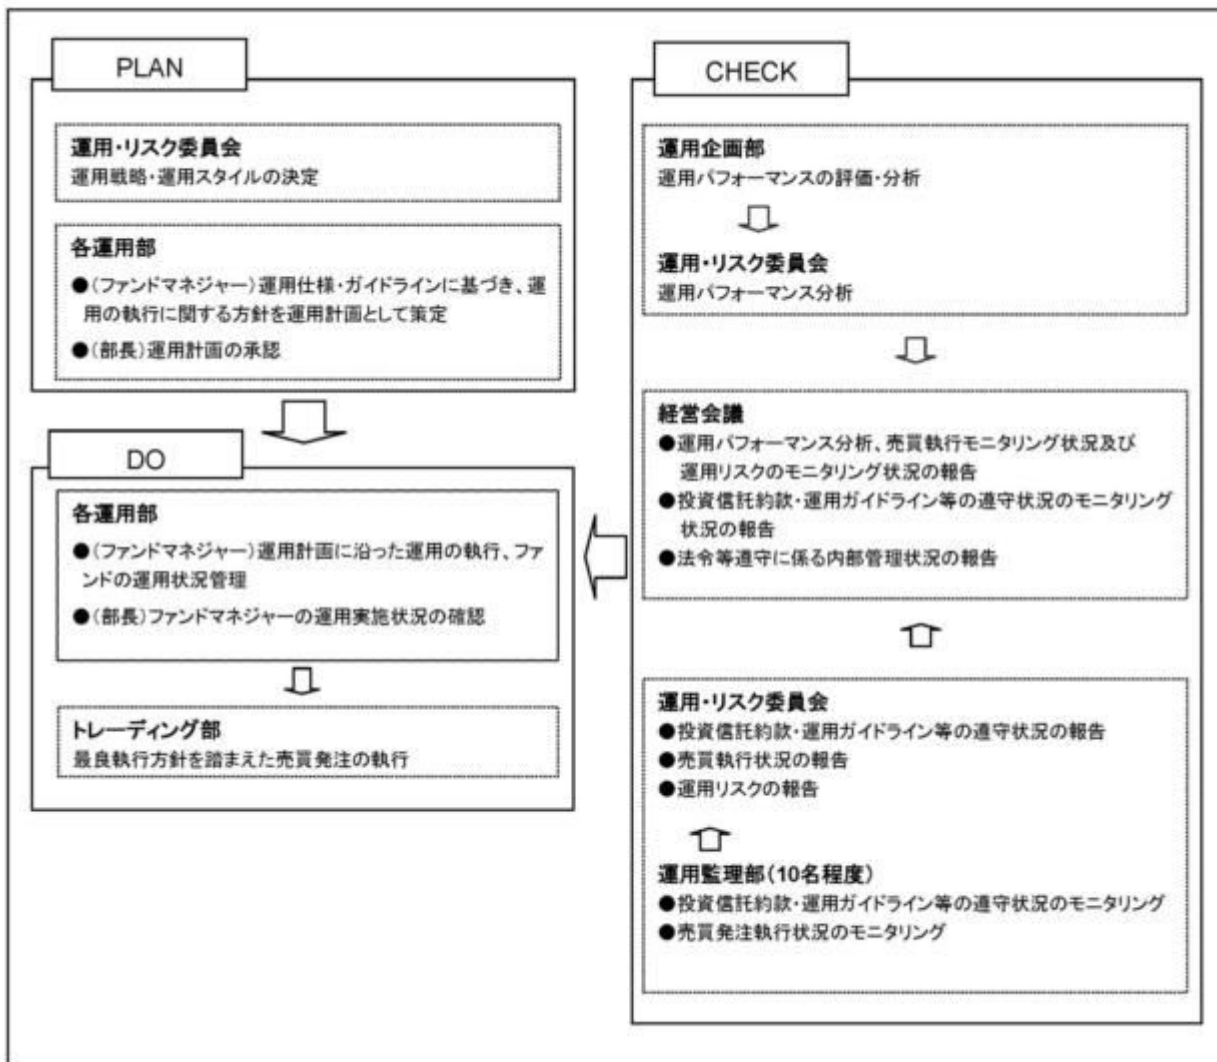 PLAN
運用・リスク委員会
運用戦略・運用スタイルの決定
各運用部
●(ファンドマネジャー)運用仕様・ガイドラインに基づき、運
用の執行に関する方針を運用計画として策定
●(部長)運用計画の承認
DO
各運用部
●(ファンドマネジャー)運用計画に沿った運用の執行、ファ
ンドの運用状況管理
●(部長)ファンドマネジャーの運用実施状況の確認
トレーディング部
最良執行方針を踏まえた売買発注の執行
CHECK
運用企画部
運用パフォーマンスの評価・分析
運用・リスク委員会
運用パフォーマンス分析
経営会議
●運用パフォーマンス分析、売買執行モニタリング状況及び
運用リスクのモニタリング状況の報告
●投資信託約款・運用ガイドライン等の遵守状況のモニタリング
状況の報告
●法令等遵守に係る内部管理状況の報告
運用・リスク委員会
●投資信託約款・運用ガイドライン等の遵守状況の報告
●売買執行状況の報告
●運用リスクの報告
運用監理部(10名程度)
●投資信託約款・運用ガイドライン等の遵守状況のモニタリング
●売買発注執行状況のモニタリング